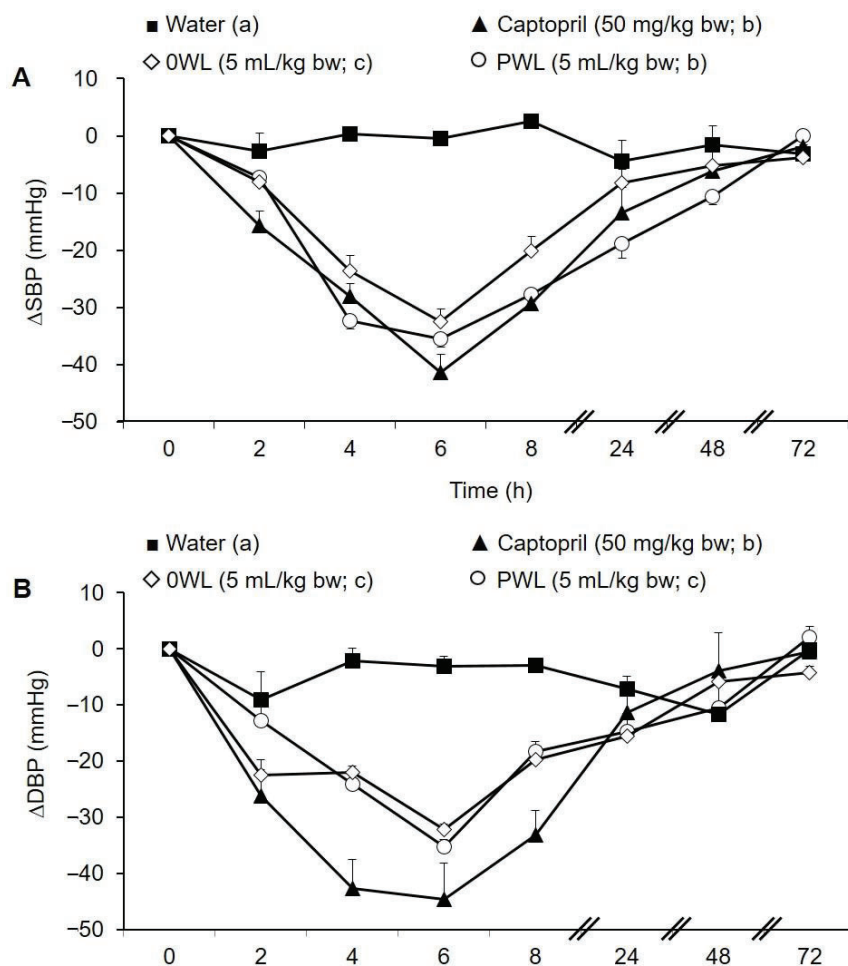 ■ Water (a) ▲ Captopril (50 mg/kg bw; b)
A ◇ 0WL (5 mL/kg bw; c) ○ PWL (5 mL/kg bw; b)
10
0
−10
−20
−30
−40
−50
ΔSBP (mmHg)
0 2 4 6 8 24 48 72
Time (h)
■ Water (a) ▲ Captopril (50 mg/kg bw; b)
B ◇ 0WL (5 mL/kg bw; c) ○ PWL (5 mL/kg bw; c)
10
0
−10
−20
−30
−40
−50
ΔDBP (mmHg)
0 2 4 6 8 24 48 72